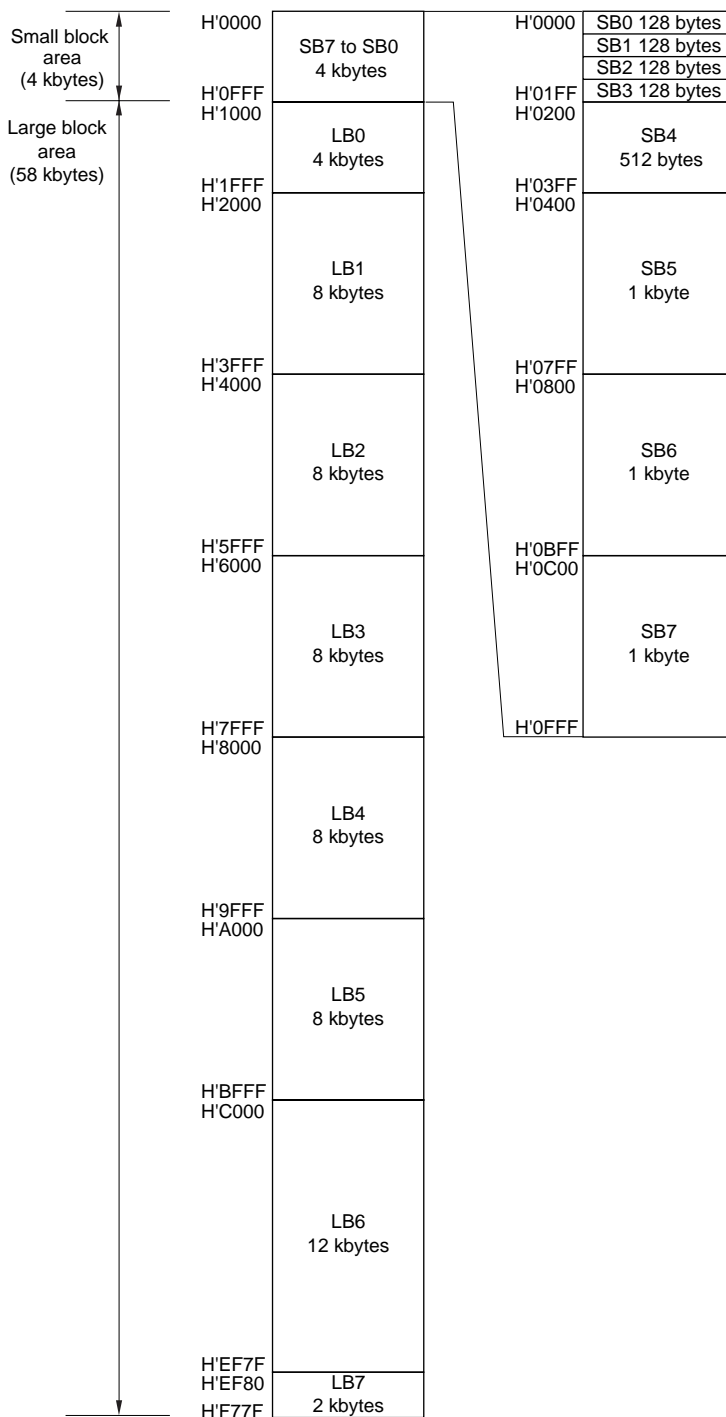 Small block
area
(4 kbytes)
Large block
area
(58 kbytes)
H'0000
SB7 to SB0
4 kbytes
H'0FFF
H'1000
LB0
4 kbytes
H'1FFF
H'2000
LB1
8 kbytes
H'3FFF
H'4000
LB2
8 kbytes
H'5FFF
H'6000
LB3
8 kbytes
H'7FFF
H'8000
LB4
8 kbytes
H'9FFF
H'A000
LB5
8 kbytes
H'BFFF
H'C000
LB6
12 kbytes
H'EF7F
H'EF80
LB7
2 kbytes
H'F77F
H'0000
SB0 128 bytes
SB1 128 bytes
SB2 128 bytes
SB3 128 bytes
H'01FF
H'0200
SB4
512 bytes
H'03FF
H'0400
SB5
1 kbyte
H'07FF
H'0800
SB6
1 kbyte
H'0BFF
H'0C00
SB7
1 kbyte
H'0FFF